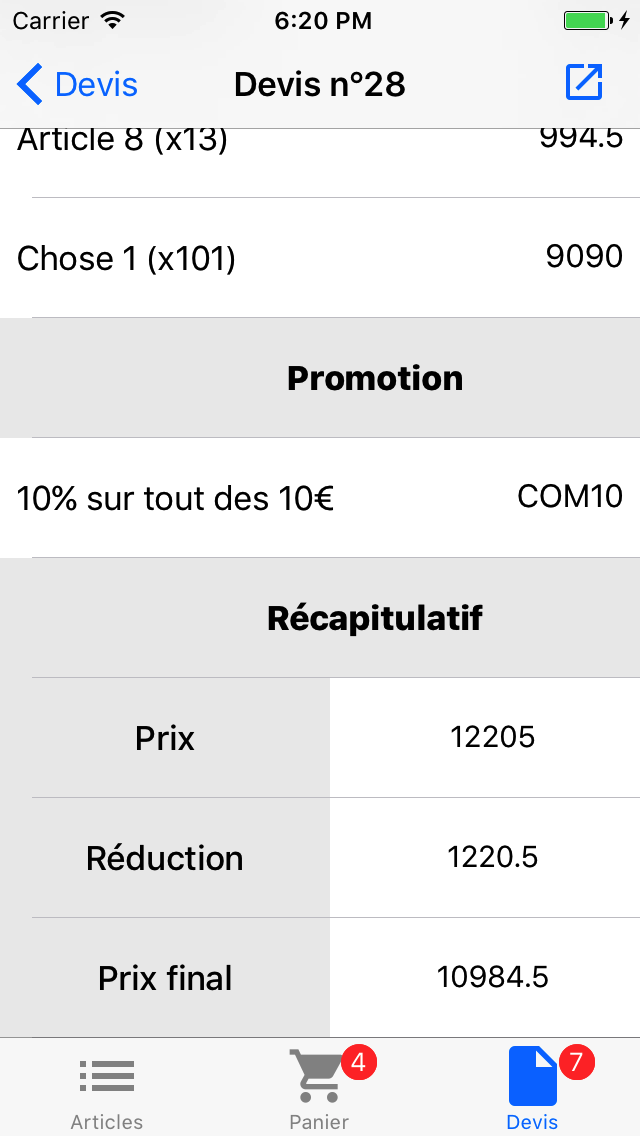 Carrier 6:20 PM
Devis Devis n°28
Article 8 (x13) 994.5
Chose 1 (x101) 9090
Promotion
10% sur tout des 10€ COM10
Récapitulatif
Prix 12205
Réduction 1220.5
Prix final 10984.5
4 7
Articles Panier Devis